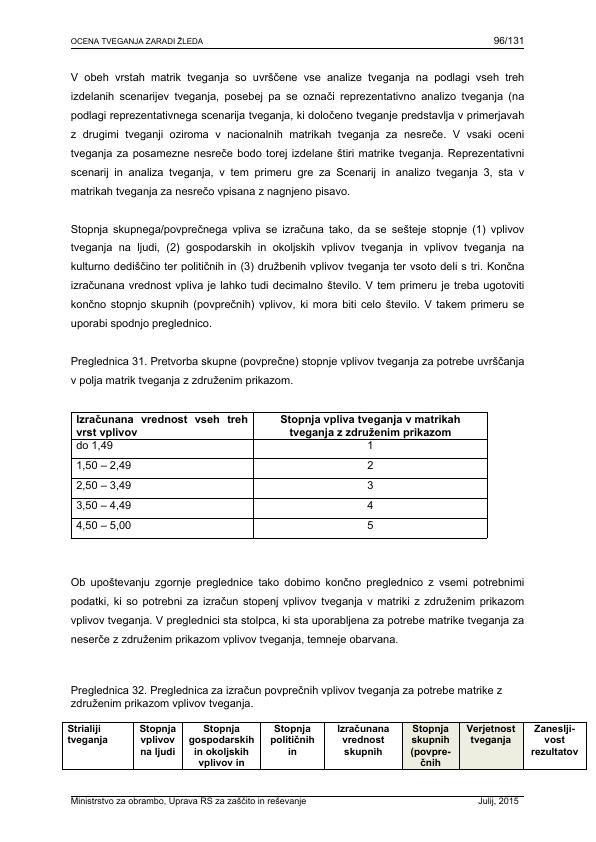 OCENA TVEGANJA ZARADI ŽLEDA 96/131
V obeh vrstah matrik tveganja so uvrščene vse analize tveganja na podlagi vseh treh
izdelanih scenarijev tveganja, posebej pa se označi reprezentativno analizo tveganja (na
podlagi reprezentativnega scenarija tveganja, ki določeno tveganje predstavlja v primerjavah
z drugimi tveganji oziroma v nacionalnih matrikah tveganja za nesreče. V vsaki oceni
tveganja za posamezne nesreče bodo torej izdelane štiri matrike tveganja. Reprezentativni
scenarij in analiza tveganja, v tem primeru gre za Scenarij in analizo tveganja 3, sta v
matrikah tveganja za nesrečo vpisana z nagnjeno pisavo.
Stopnja skupnega/povprečnega vpliva se izračuna tako, da se sešteje stopnje (1) vplivov
tveganja na ljudi, (2) gospodarskih in okoljskih vplivov tveganja in vplivov tveganja na
kulturno dediščino ter političnih in (3) družbenih vplivov tveganja ter vsoto deli s tri. Končna
izračunana vrednost vpliva je lahko tudi decimalno število. V tem primeru je treba ugotoviti
končno stopnjo skupnih (povprečnih) vplivov, ki mora biti celo število. V takem primeru se
uporabi spodnjo preglednico.
Preglednica 31. Pretvorba skupne (povprečne) stopnje vplivov tveganja za potrebe uvrščanja
v polja matrik tveganja z združenim prikazom.
Izračunana vrednost vseh treh
vrst vplivov
Stopnja vpliva tveganja v matrikah
tveganja z združenim prikazom
do 1,49 1
1,50 – 2,49 2
2,50 – 3,49 3
3,50 – 4,49 4
4,50 – 5,00 5
Ob upoštevanju zgornje preglednice tako dobimo končno preglednico z vsemi potrebnimi
podatki, ki so potrebni za izračun stopenj vplivov tveganja v matriki z združenim prikazom
vplivov tveganja. V preglednici sta stolpca, ki sta uporabljena za potrebe matrike tveganja za
neserče z združenim prikazom vplivov tveganja, temneje obarvana.
Preglednica 32. Preglednica za izračun povprečnih vplivov tveganja za potrebe matrike z
združenim prikazom vplivov tveganja.
Strialiji
tveganja
Stopnja
vplivov
na ljudi
Stopnja
gospodarskih
in okoljskih
vplivov in
Stopnja
političnih
in
Izračunana
vrednost
skupnih
Stopnja
skupnih
(povpre-
čnih
Verjetnost
tveganja
Zaneslji-
vost
rezultatov
Ministrstvo za obrambo, Uprava RS za zaščito in reševanje Julij, 2015